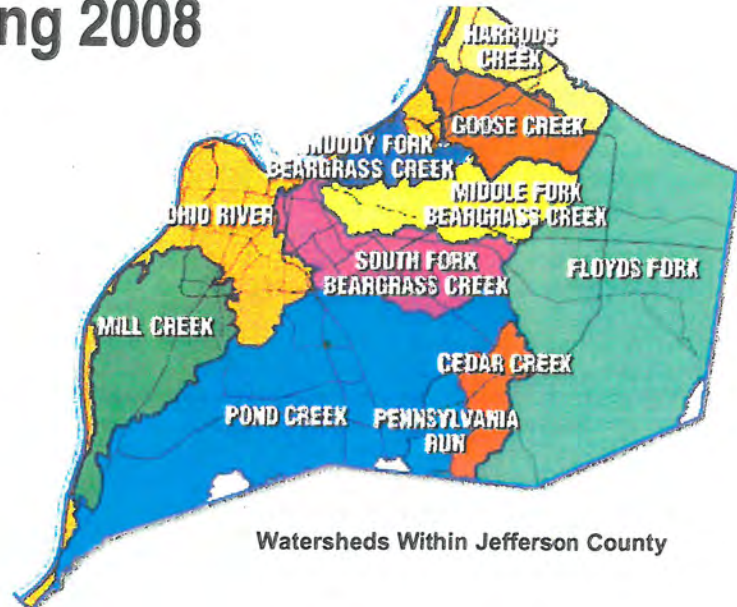 ng 2008
HARRODS
CREEK
GOOSE CREEK
MUDDY FORK
BEARGRASS CREEK
MIDDLE FORK
BEARGRASS CREEK
OHIO RIVER
SOUTH FORK
BEARGRASS CREEK
FLOYDS FORK
MILL CREEK
CEDAR CREEK
POND CREEK
PENNSYLVANIA
RUN
Watersheds Within Jefferson County